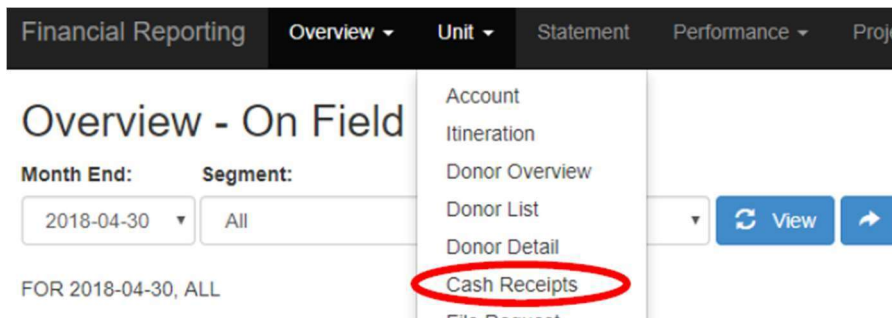 Financial Reporting Overview Unit Statement Performance
Overview - On Field
Month End: Segment:
2018-04-30 All View
FOR 2018-04-30, ALL
Account
Itineration
Donor Overview
Donor List
Donor Detail
Cash Receipts